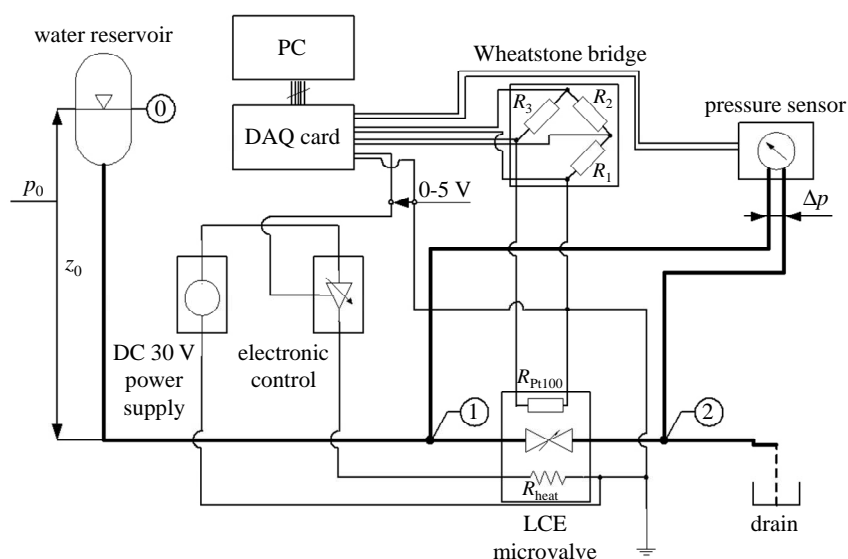 water reservoir
PC
Wheatstone bridge
0
DAQ card
R3
R2
R1
pressure sensor
p0
0-5 V
Δp
z0
DC 30 V
power
supply
electronic
control
RPt100
1
2
Rheat
LCE
microvalve
drain